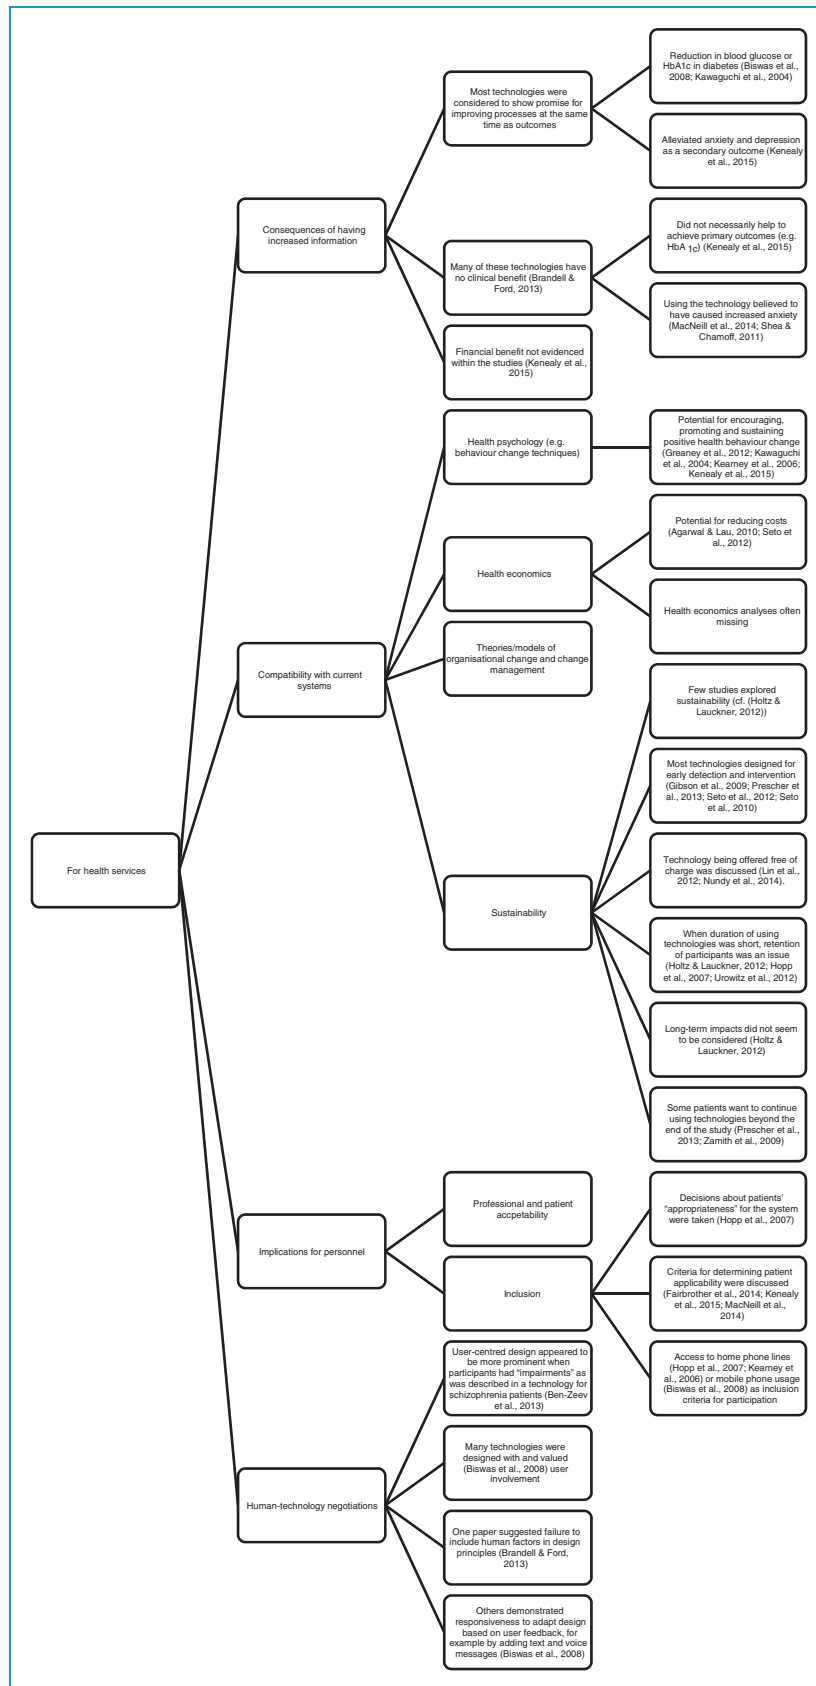 For health services
Consequences of having
increased information
Most technologies were
considered to show promise for
improving processes at the same
time as outcomes
Reduction in blood glucose or
HbA1c in diabetes (Biswas et al.,
2008; Kawaguchi et al., 2004)
Alleviated anxiety and depression
as a secondary outcome (Kenealy
et al., 2015)
Many of these technologies have
no clinical benefit (Brandell &
Ford, 2013)
Did not necessarily help to
achieve primary outcomes (e.g.
HbA 1c) (Kenealy et al., 2015)
Using the technology believed to
have caused increased anxiety
(MacNeill et al., 2014; Shea &
Chamoff, 2011)
Financial benefit not evidenced
within the studies (Kenealy et al.,
2015)
Compatibility with current
systems
Health psychology (e.g.
behaviour change techniques)
Potential for encouraging,
promoting and sustaining
positive health behaviour change
(Greaney et al., 2012; Kawaguchi
et al., 2004; Kearney et al., 2006;
Kenealy et al., 2015)
Health economics
Potential for reducing costs
(Agarwal & Lau, 2010; Seto et
al., 2012)
Health economics analyses often
missing
Theories/models of
organisational change and change
management
Sustainability
Few studies explored
sustainability (cf. (Holtz &
Lauckner, 2012))
Most technologies designed for
early detection and intervention
(Gibson et al., 2009; Prescher et
al., 2013; Seto et al., 2012; Seto
et al., 2010)
Technology being offered free of
charge was discussed (Lin et al.,
2012; Nundy et al., 2014).
When duration of using
technologies was short, retention
of participants was an issue
(Holtz & Lauckner, 2012; Hopp
et al., 2007; Urowitz et al., 2012)
Long-term impacts did not seem
to be considered (Holtz &
Lauckner, 2012)
Some patients want to continue
using technologies beyond the
end of the study (Prescher et al.,
2013; Zamith et al., 2009)
Implications for personnel
Professional and patient
accpetability
Inclusion
Decisions about patients'
“appropriateness” for the system
were taken (Hopp et al., 2007)
Criteria for determining patient
applicability were discussed
(Fairbrother et al., 2014; Kenealy
et al., 2015; MacNeill et al.,
2014)
Access to home phone lines
(Hopp et al., 2007; Kearney et
al., 2006) or mobile phone usage
(Biswas et al., 2008) as inclusion
criteria for participation
Human-technology negotiations
User-centred design appeared to
be more prominent when
participants had “impairments” as
was described in a technology for
schizophrenia patients (Ben-Zeev
et al., 2013)
Many technologies were
designed with and valued
(Biswas et al., 2008) user
involvement
One paper suggested failure to
include human factors in design
principles (Brandell & Ford,
2013)
Others demonstrated
responsiveness to adapt design
based on user feedback, for
example by adding text and voice
messages (Biswas et al., 2008)